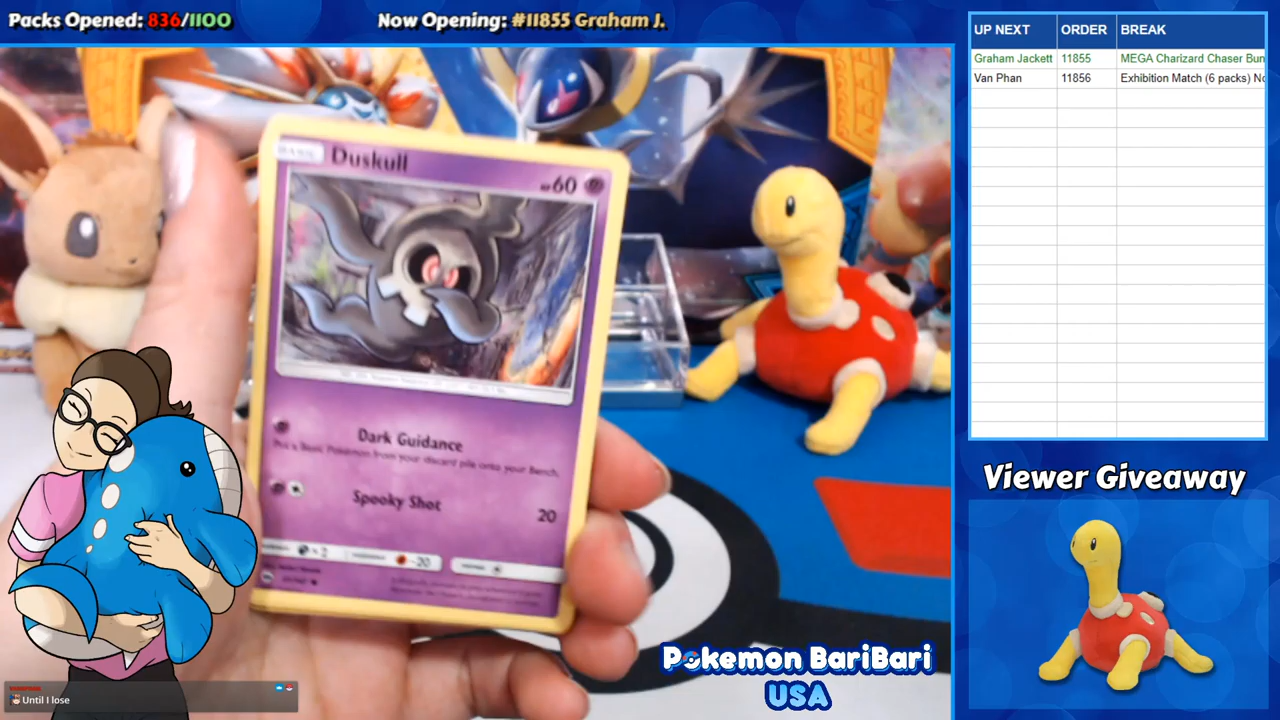 Packs Opened: 836/1100
Now Opening: #11855 Graham J.
UP NEXT ORDER BREAK
Graham Jackett 11855 MEGA Charizard Chaser Bun
Van Phan 11856 Exhibition Match (6 packs) No
BASIC Duskull
60
Dark Guidance
Put a Basic Pokémon from your discard pile onto your Bench.
Spooky Shot 20
×2 -20
Viewer Giveaway
Pokemon BariBari
USA
Until I lose